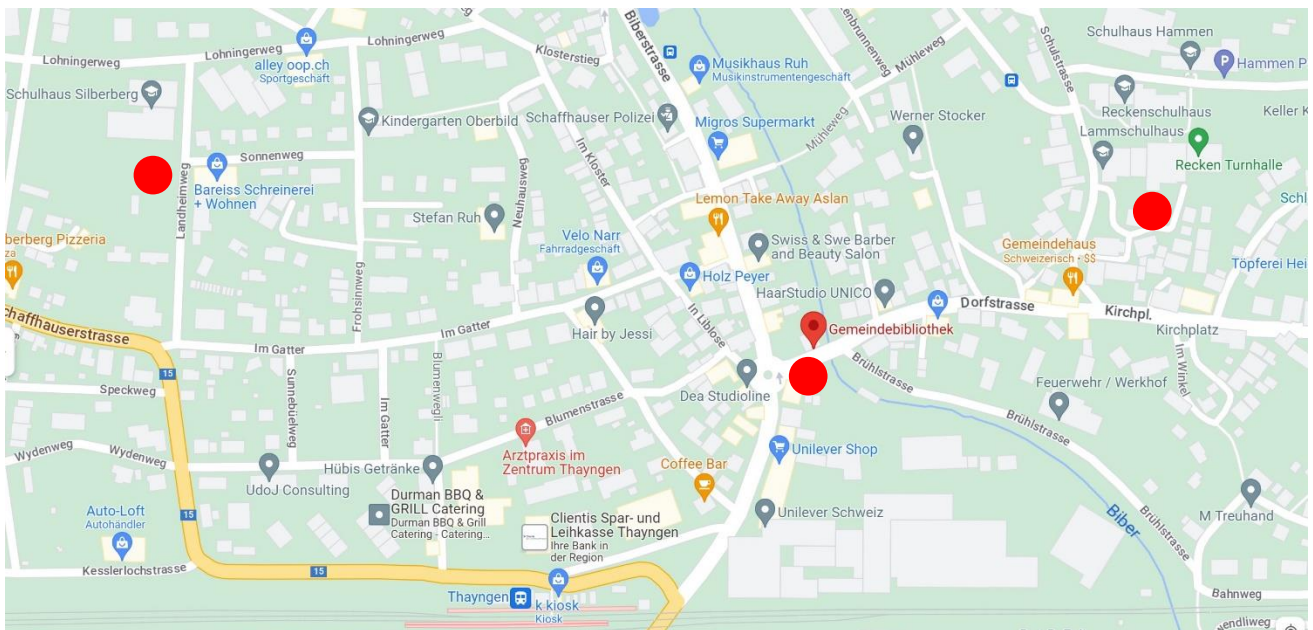 Lohningerweg
Lohningerweg
alley oop.ch
Sportgeschäft
Lohningerweg
Klosterstieg
Biberstrasse
Musikhaus Ruh
Musikinstrumentengeschäft
Mühleweg
Schulstrasse
Schulhaus Hammen
Hammen P
Schulhaus Silberberg
Kindergarten Oberbild
Schaffhauser Polizei
Migros Supermarkt
Mühleweg
Werner Stocker
Reckenschulhaus
Keller K
Lammschulhaus
Recken Turnhalle
Sonnenweg
Landheimweg
Bareiss Schreinerei
+ Wohnen
Im Kloster
Neuhausweg
Stefan Ruh
Lemon Take Away Aslan
Velo Narr
Fahrradgeschäft
Swiss & Swe Barber
and Beauty Salon
Gemeindehaus
Schweizerisch • $$
Schl
berberg Pizzeria
za
Frohsinnweg
Holz Peyer
HaarStudio UNICO
Töpferei Hei
Dorfstrasse
Kirchpl.
Kirchplatz
chaffhauserstrasse
Im Gatter
Im Gatter
Hair by Jessi
In Liblose
Gemeindebibliothek
Im Winkel
15
Speckweg
Sunnebüelweg
Im Gatter
Blumenwegli
Blumenstrasse
Dea Studioline
Brühlstrasse
Feuerwehr / Werkhof
Brühlstrasse
Wydenweg
Wydenweg
UdoJ Consulting
Hübis Getränke
Arztpraxis im
Zentrum Thayngen
Coffee Bar
Unilever Shop
Auto-Loft
Autohändler
15
Durman BBQ &
GRILL Catering
Durman BBQ & Grill
Catering - Catering...
Clientis Spar- und
Leihkasse Thayngen
Ihre Bank in
der Region
Unilever Schweiz
Biber
Brühlstrasse
M Treuhand
Kesslerlochstrasse
15
Thayngen
k kiosk
Kiosk
Bahnweg
endliweg